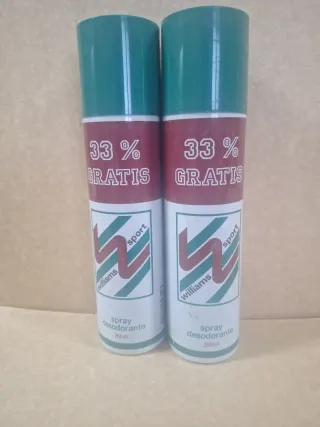 33 %
GRATIS
williams sport
spray
desodorante
33 %
GRATIS
williams sport
spray
desodorante